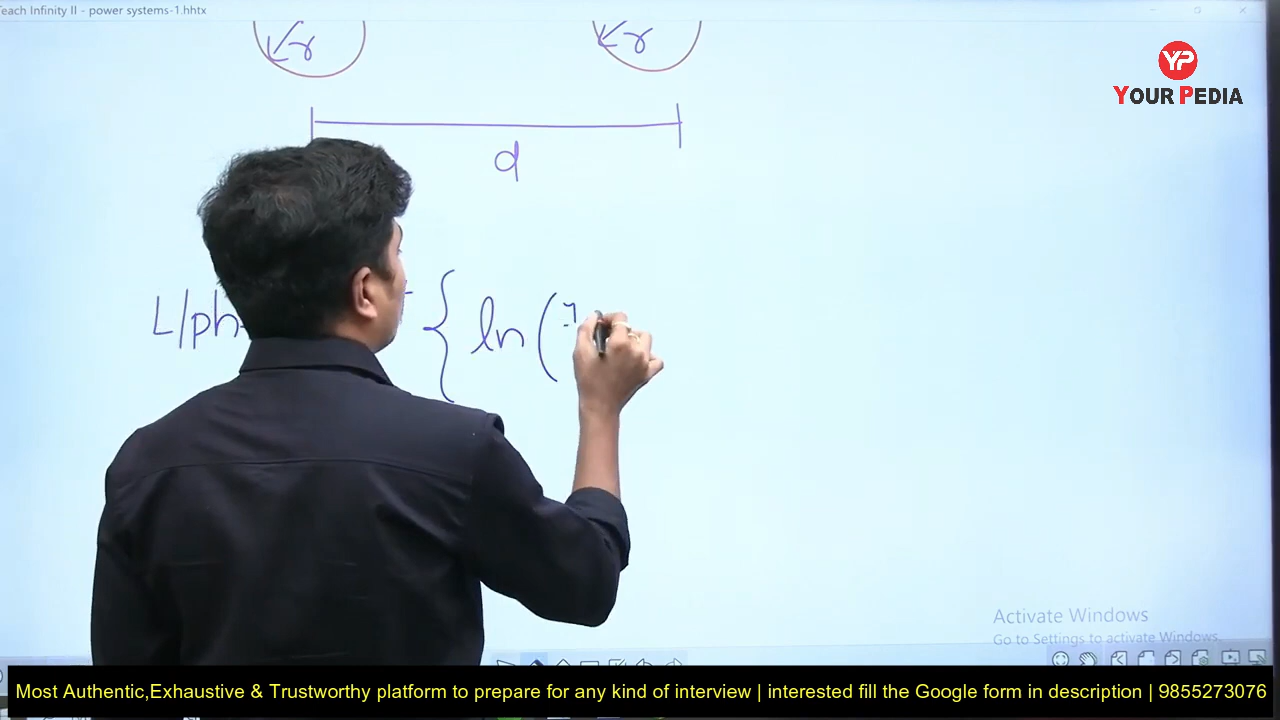 Teach Infinity II - power systems-1.hhtx
r r
YP
YOUR PEDIA
d
L/ph
{ ln (
Activate Windows
Go to Settings to activate Windows.
Most Authentic,Exhaustive & Trustworthy platform to prepare for any kind of interview | interested fill the Google form in description | 9855273076